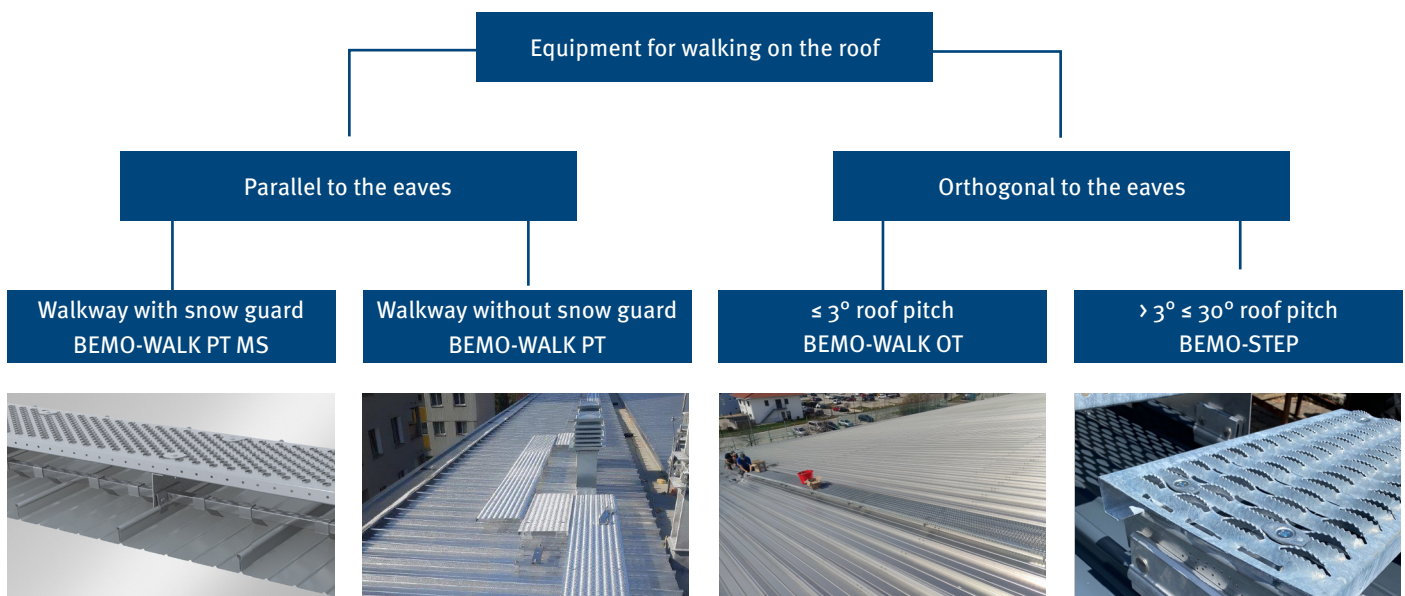 Equipment for walking on the roof
Parallel to the eaves
Orthogonal to the eaves
Walkway with snow guard
BEMO-WALK PT MS
Walkway without snow guard
BEMO-WALK PT
≤ 3° roof pitch
BEMO-WALK OT
> 3° ≤ 30° roof pitch
BEMO-STEP